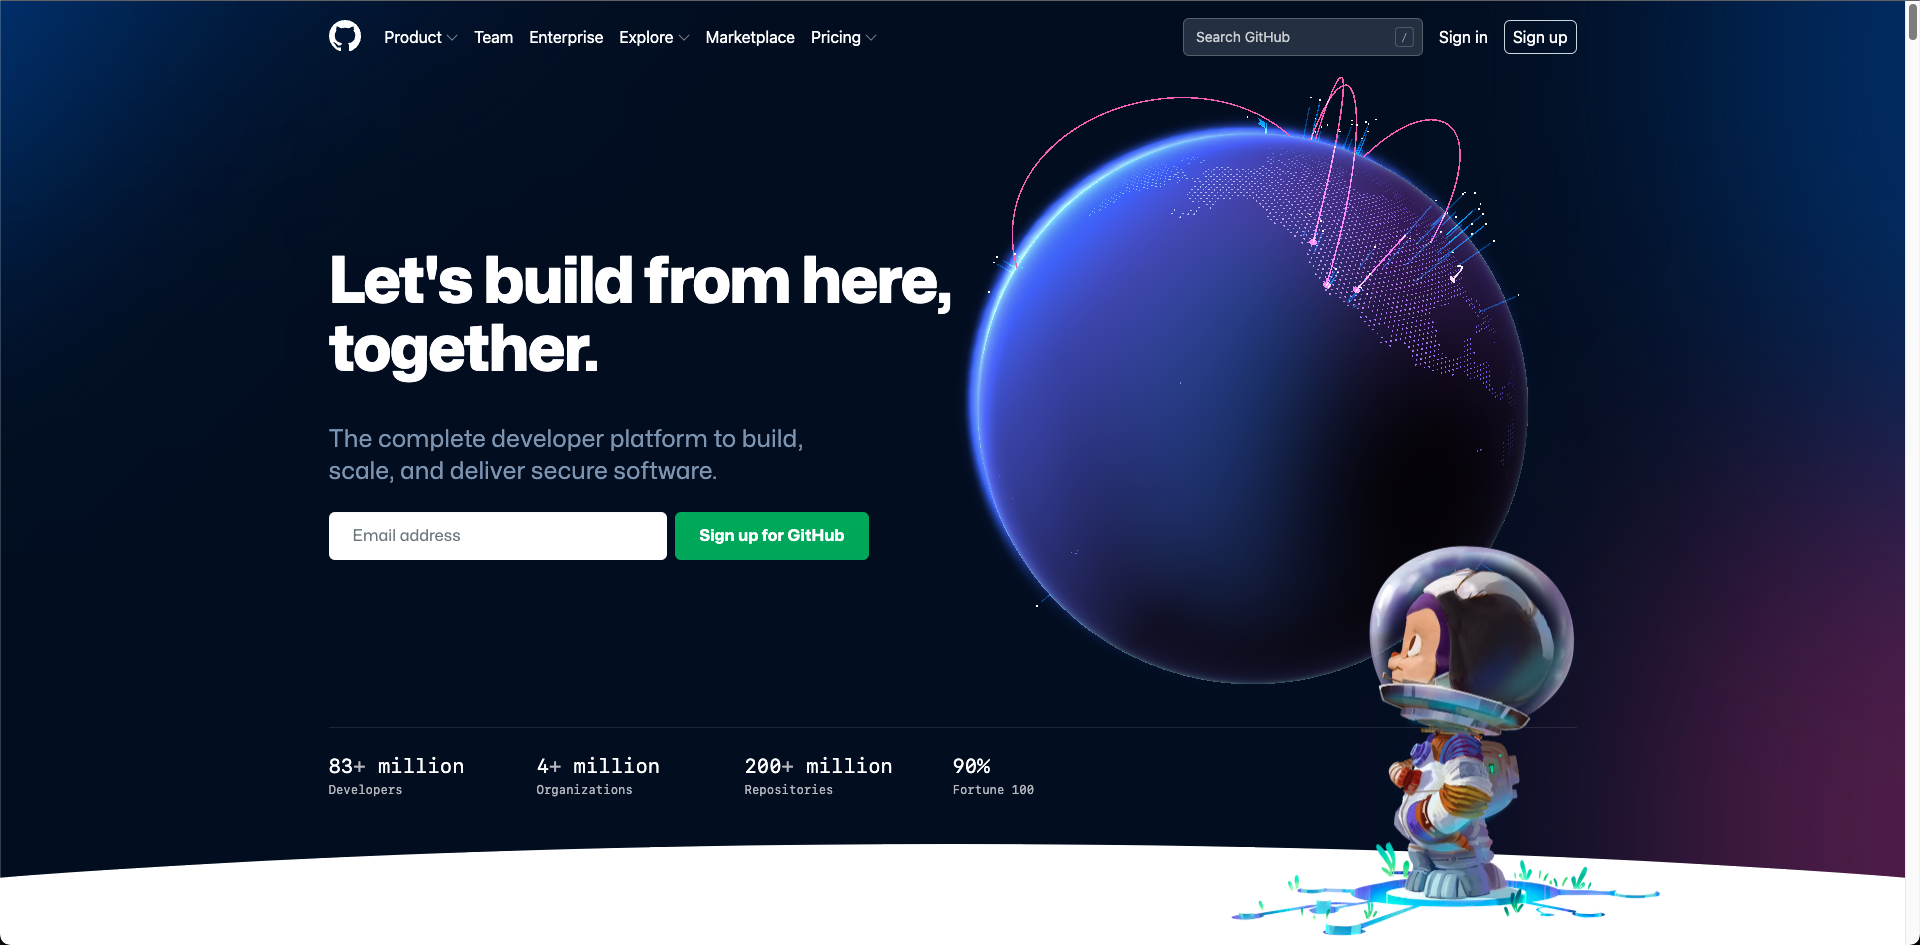 Product
Team
Enterprise
Explore
Marketplace
Pricing
Search GitHub
/
Sign in
Sign up
Let's build from here,
together.
The complete developer platform to build,
scale, and deliver secure software.
Email address
Sign up for GitHub
83+ million
Developers
4+ million
Organizations
200+ million
Repositories
90%
Fortune 100